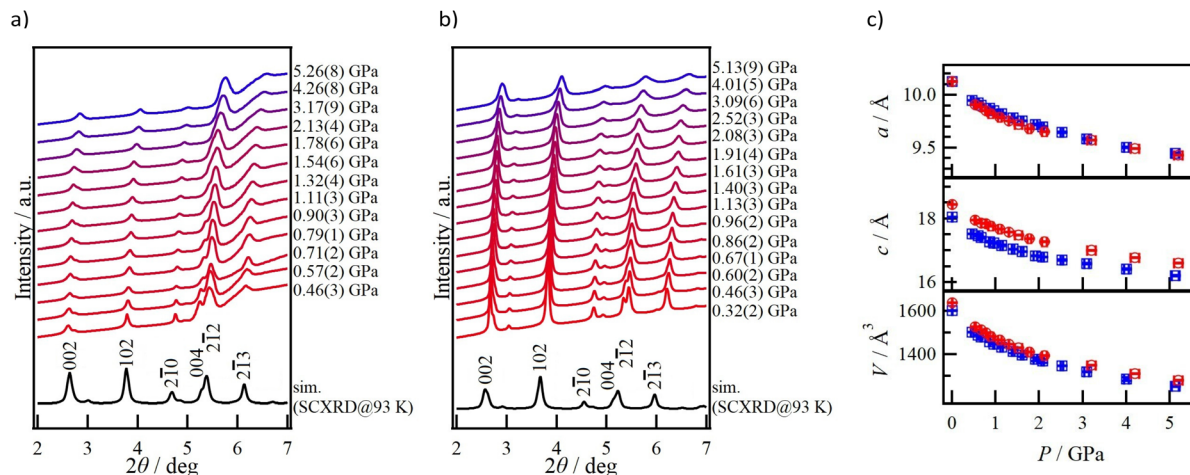 a)
5.26(8) GPa
4.26(8) GPa
3.17(9) GPa
2.13(4) GPa
1.78(6) GPa
1.54(6) GPa
1.32(4) GPa
1.11(3) GPa
0.90(3) GPa
0.79(1) GPa
0.71(2) GPa
0.57(2) GPa
0.46(3) GPa
Intensity / a.u.
002
102
2̅10
004
2̅12
2̅13
sim.
(SCXRD@93 K)
2 3 4 5 6 7
2θ / deg
b)
5.13(9) GPa
4.01(5) GPa
3.09(6) GPa
2.52(3) GPa
2.08(3) GPa
1.91(4) GPa
1.61(3) GPa
1.40(3) GPa
1.13(3) GPa
0.96(2) GPa
0.86(2) GPa
0.67(1) GPa
0.60(2) GPa
0.46(3) GPa
0.32(2) GPa
Intensity / a.u.
002
102
2̅10
004
2̅12
2̅13
sim.
(SCXRD@93 K)
2 3 4 5 6 7
2θ / deg
c)
a / Å
10.0
9.5
c / Å
18
16
V / Å³
1600
1400
0 1 2 3 4 5
P / GPa